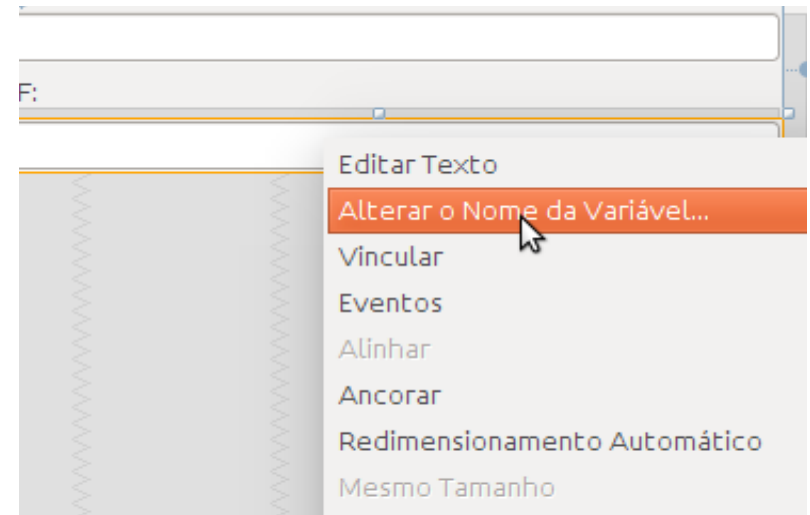 F:
Editar Texto
Alterar o Nome da Variável...
Vincular
Eventos
Alinhar
Ancorar
Redimensionamento Automático
Mesmo Tamanho